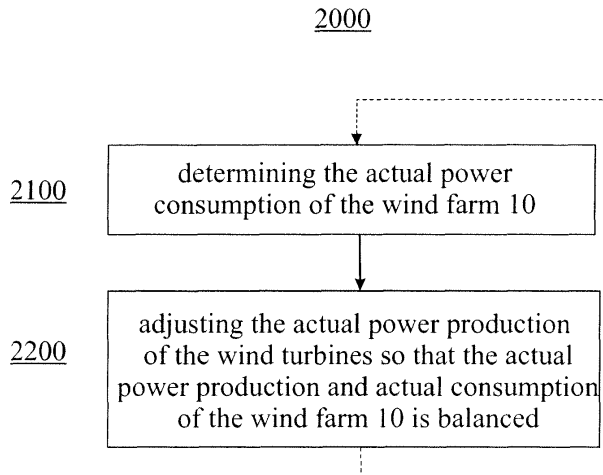 2000
2100
determining the actual power
consumption of the wind farm 10
2200
adjusting the actual power production
of the wind turbines so that the actual
power production and actual consumption
of the wind farm 10 is balanced